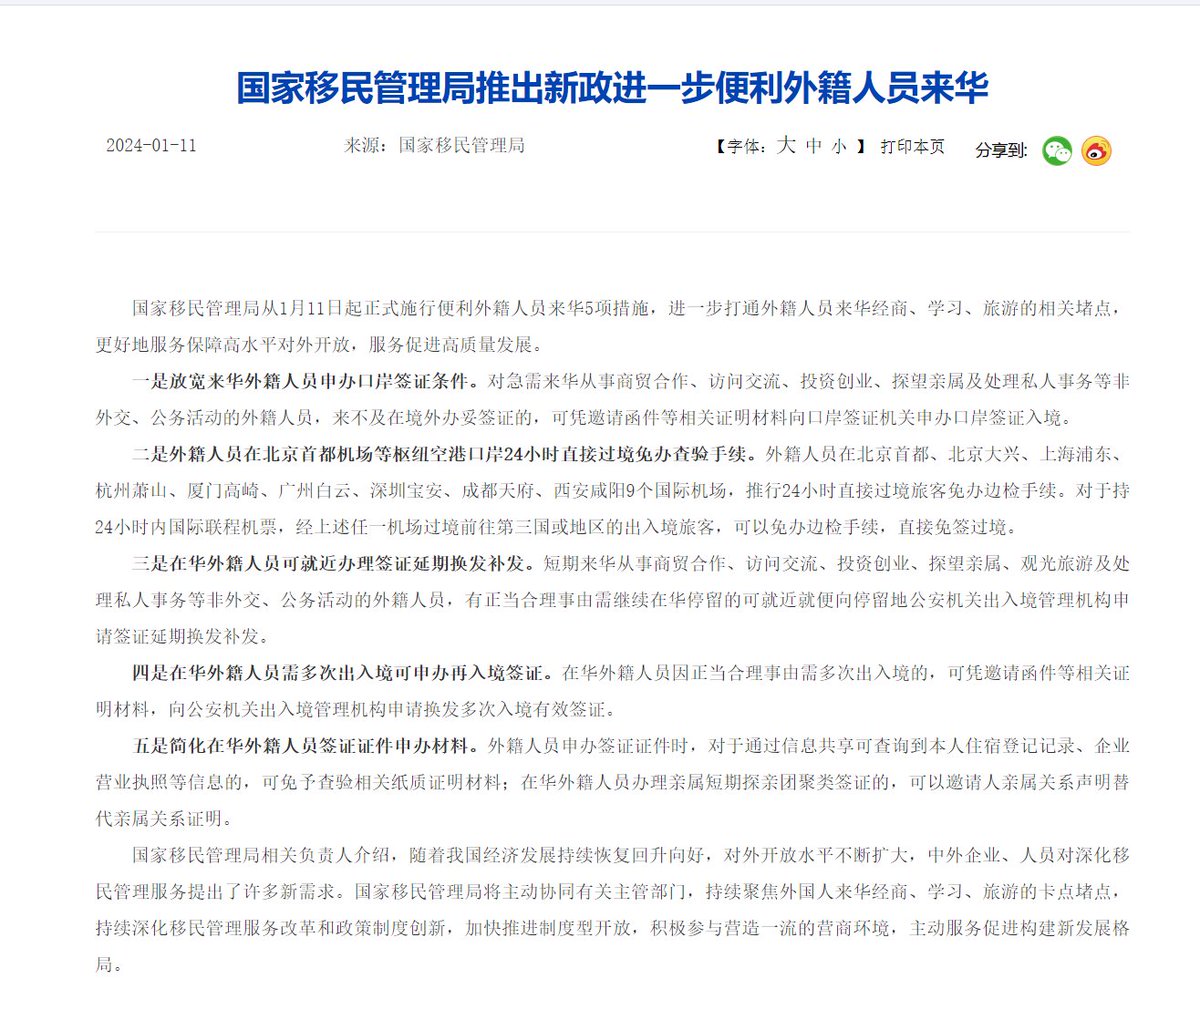 国家移民管理局推出新政进一步便利外籍人员来华
2024-01-11 来源：国家移民管理局 【字体：大 中 小 】 打印本页 分享到:
国家移民管理局从1月11日起正式施行便利外籍人员来华5项措施，进一步打通外籍人员来华经商、学习、旅游的相关堵点，
更好地服务保障高水平对外开放，服务促进高质量发展。
一是放宽来华外籍人员申办口岸签证条件。对急需来华从事商贸合作、访问交流、投资创业、探望亲属及处理私人事务等非
外交、公务活动的外籍人员，来不及在境外办妥签证的，可凭邀请函件等相关证明材料向口岸签证机关申办口岸签证入境。
二是外籍人员在北京首都机场等枢纽空港口岸24小时直接过境免办查验手续。外籍人员在北京首都、北京大兴、上海浦东、
杭州萧山、厦门高崎、广州白云、深圳宝安、成都天府、西安咸阳9个国际机场，推行24小时直接过境旅客免办边检手续。对于持
24小时内国际联程机票，经上述任一机场过境前往第三国或地区的出入境旅客，可以免办边检手续，直接免签过境。
三是在华外籍人员可就近办理签证延期换发补发。短期来华从事商贸合作、访问交流、投资创业、探望亲属、观光旅游及处
理私人事务等非外交、公务活动的外籍人员，有正当合理事由需继续在华停留的可就近就便向停留地公安机关出入境管理机构申
请签证延期换发补发。
四是在华外籍人员需多次出入境可申办再入境签证。在华外籍人员因正当合理事由需多次出入境的，可凭邀请函件等相关证
明材料，向公安机关出入境管理机构申请换发多次入境有效签证。
五是简化在华外籍人员签证证件申办材料。外籍人员申办签证证件时，对于通过信息共享可查询到本人住宿登记记录、企业
营业执照等信息的，可免予查验相关纸质证明材料；在华外籍人员办理亲属短期探亲团聚类签证的，可以邀请人亲属关系声明替
代亲属关系证明。
国家移民管理局相关负责人介绍，随着我国经济发展持续恢复回升向好，对外开放水平不断扩大，中外企业、人员对深化移
民管理服务提出了许多新需求。国家移民管理局将主动协同有关主管部门，持续聚焦外国人来华经商、学习、旅游的卡点堵点，
持续深化移民管理服务改革和政策制度创新，加快推进制度型开放，积极参与营造一流的营商环境，主动服务促进构建新发展格
局。